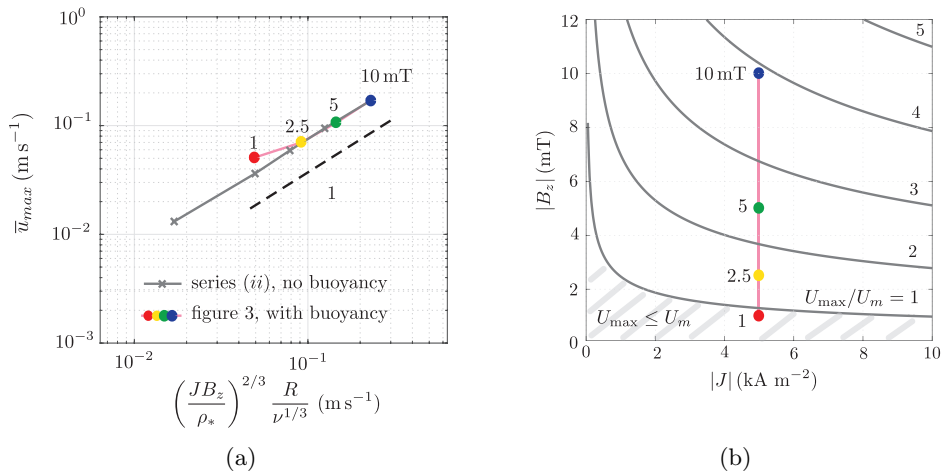 10^0
10^{-1}
10^{-2}
10^{-3}
\overline{u}_{max} (m s^{-1})
10 mT
5
2.5
1
1
series (ii), no buoyancy
figure 3, with buoyancy
10^{-2}
10^{-1}
(JB_z/ρ_*)^{2/3} R/ν^{1/3} (m s^{-1})
(a)
12
10
8
6
4
2
0
|B_z| (mT)
5
4
3
2
U_max/U_m = 1
10 mT
5
2.5
1
U_max ≤ U_m
0 2 4 6 8 10
|J| (kA m^{-2})
(b)